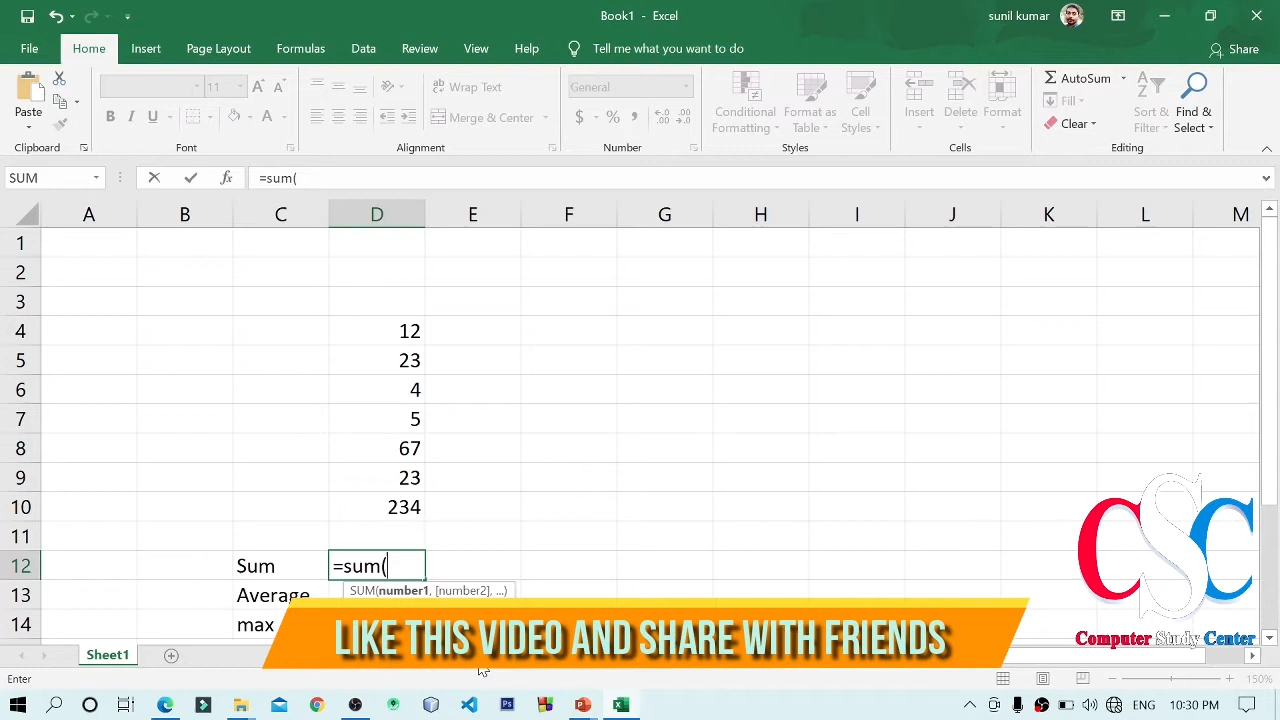 Book1 - Excel
sunil kumar
File Home Insert Page Layout Formulas Data Review View Help Tell me what you want to do Share
11 Wrap Text General AutoSum
Paste Merge & Center $ % Conditional Formatting Format as Table Cell Styles Insert Delete Format Fill Clear Sort & Filter Find & Select
Clipboard Font Alignment Number Styles Cells Editing
SUM fx =sum(
A B C D E F G H I J K L M
1
2
3
4 12
5 23
6 4
7 5
8 67
9 23
10 234
11
12 Sum =sum(
13 Average SUM(number1, [number2], ...)
14 max
LIKE THIS VIDEO AND SHARE WITH FRIENDS
CSC
Computer Study Center
Sheet1
Enter 150%
ENG 10:30 PM